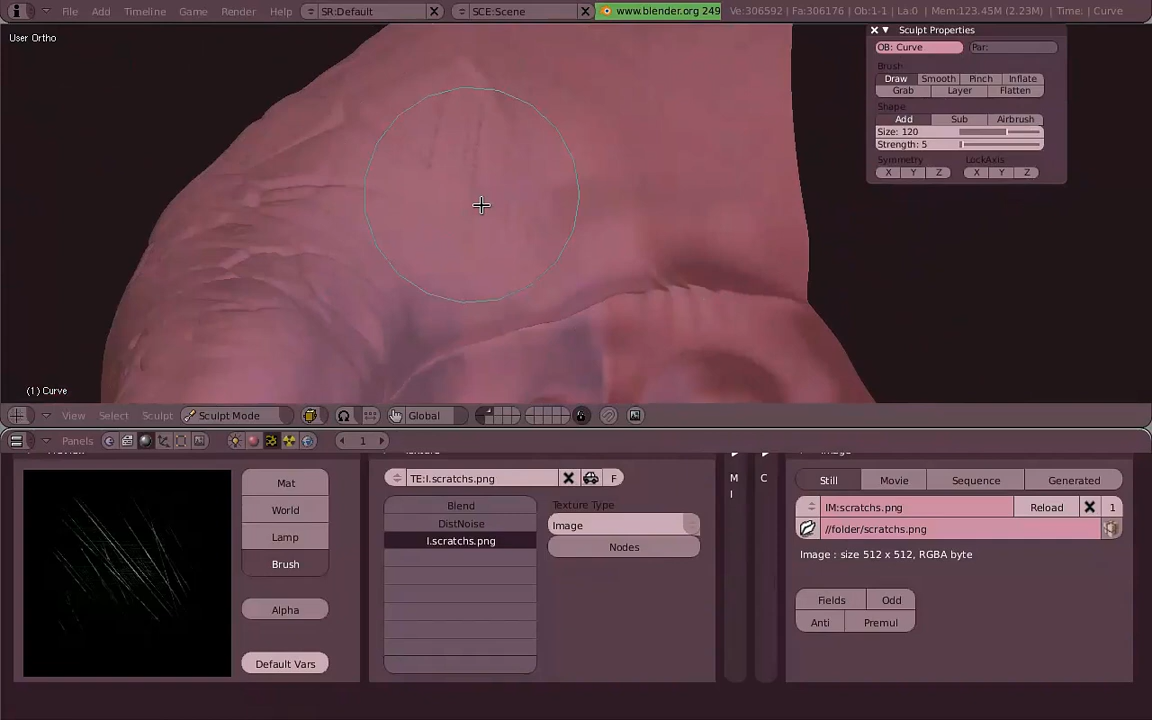 File Add Timeline Game Render Help SR:Default SCE:Scene www.blender.org 249 Ve:306592 | Fa:306176 | Ob:1-1 | La:0 | Mem:123.45M (2.23M) | Time: | Curve
User Ortho
Sculpt Properties
OB: Curve Par:
Brush
Draw Smooth Pinch Inflate
Grab Layer Flatten
Shape
Add Sub Airbrush
Size: 120
Strength: 5
Symmetry LockAxis
X Y Z X Y Z
(1) Curve
View Select Sculpt Sculpt Mode Global
Panels 1
Mat
World
Lamp
Brush
Alpha
Default Vars
TE:I.scratchs.png F
Blend
DistNoise
I.scratchs.png
Texture Type
Image
Nodes
M
I
C
Still Movie Sequence Generated
IM:scratchs.png Reload 1
//folder/scratchs.png
Image : size 512 x 512, RGBA byte
Fields Odd
Anti Premul